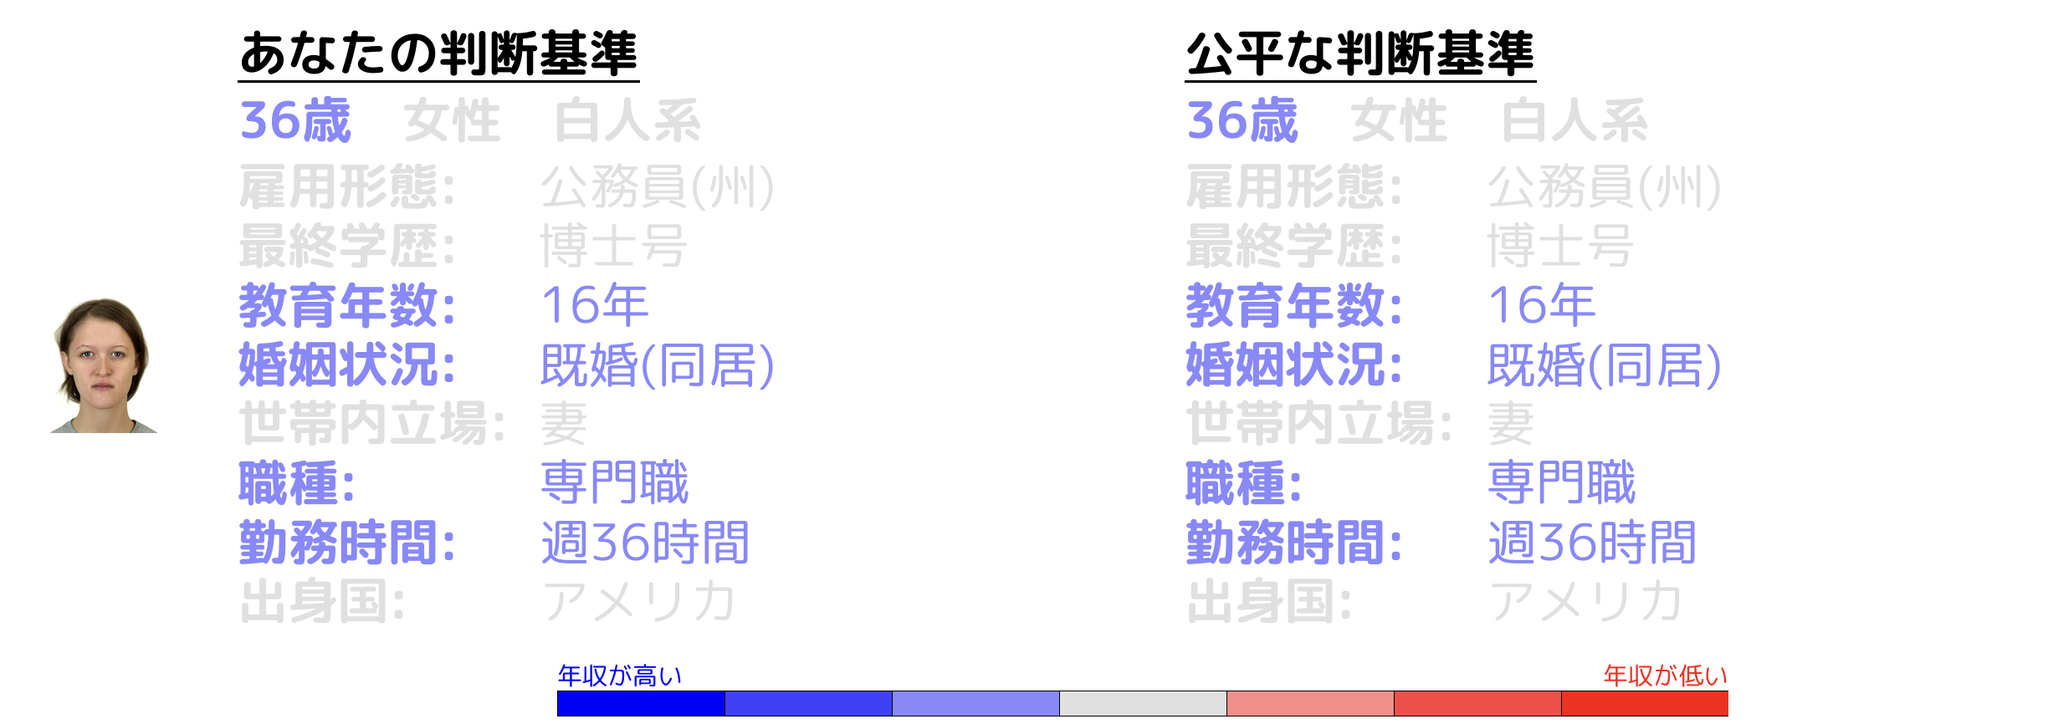 あなたの判断基準
36歳 女性 白人系
雇用形態: 公務員(州)
最終学歴: 博士号
教育年数: 16年
婚姻状況: 既婚(同居)
世帯内立場: 妻
職種: 専門職
勤務時間: 週36時間
出身国: アメリカ
公平な判断基準
36歳 女性 白人系
雇用形態: 公務員(州)
最終学歴: 博士号
教育年数: 16年
婚姻状況: 既婚(同居)
世帯内立場: 妻
職種: 専門職
勤務時間: 週36時間
出身国: アメリカ
年収が高い
年収が低い